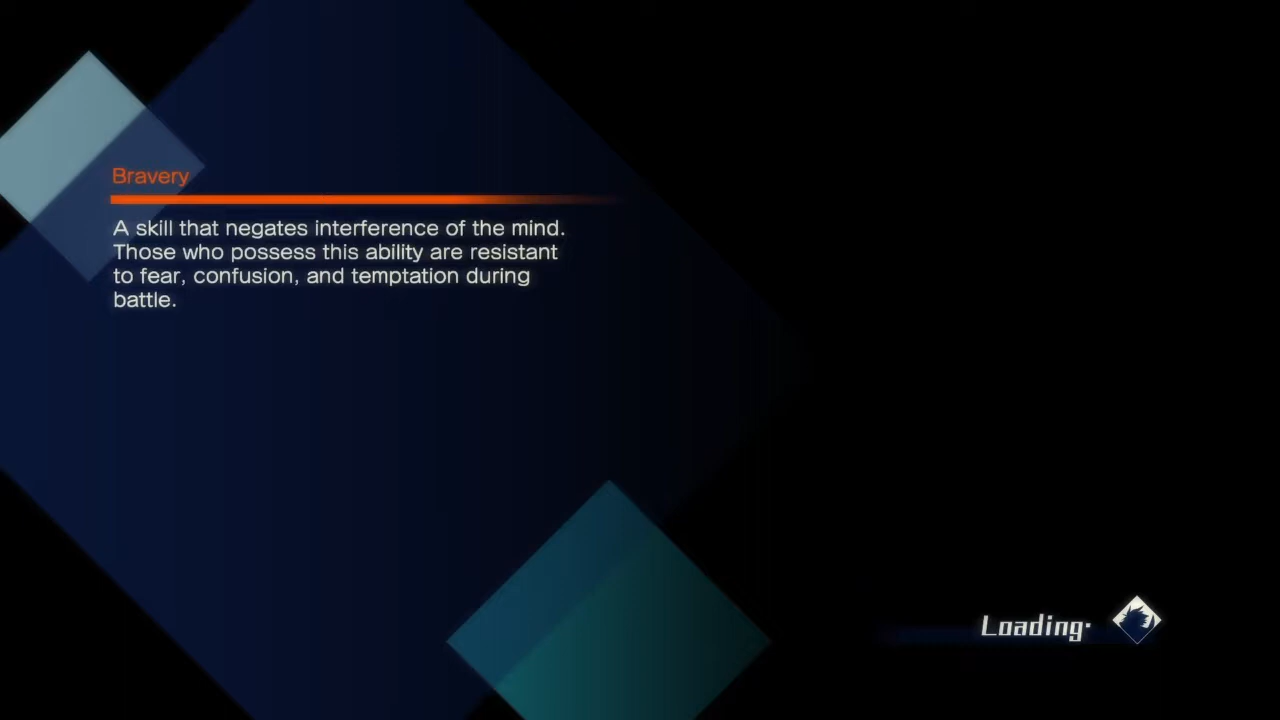 Bravery
A skill that negates interference of the mind.
Those who possess this ability are resistant
to fear, confusion, and temptation during
battle.
Loading·